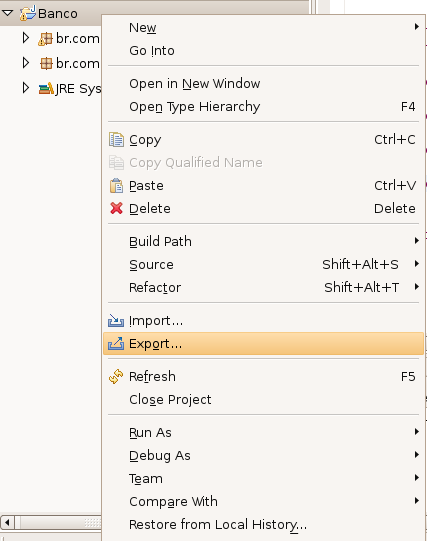 Banco
br.com
br.com
JRE Sys
New
Go Into
Open in New Window
Open Type Hierarchy F4
Copy Ctrl+C
Copy Qualified Name
Paste Ctrl+V
Delete Delete
Build Path
Source Shift+Alt+S
Refactor Shift+Alt+T
Import...
Export...
Refresh F5
Close Project
Run As
Debug As
Team
Compare With
Restore from Local History...